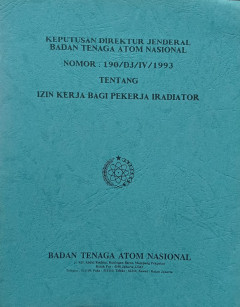 KEPUTUSAN DIREKTUR JENDERAL
BADAN TENAGA ATOM NASIONAL
NOMOR : 190/DJ/IV/1993
TENTANG
IZIN KERJA BAGI PEKERJA IRADIATOR
BADAN TENAGA ATOM NASIONAL